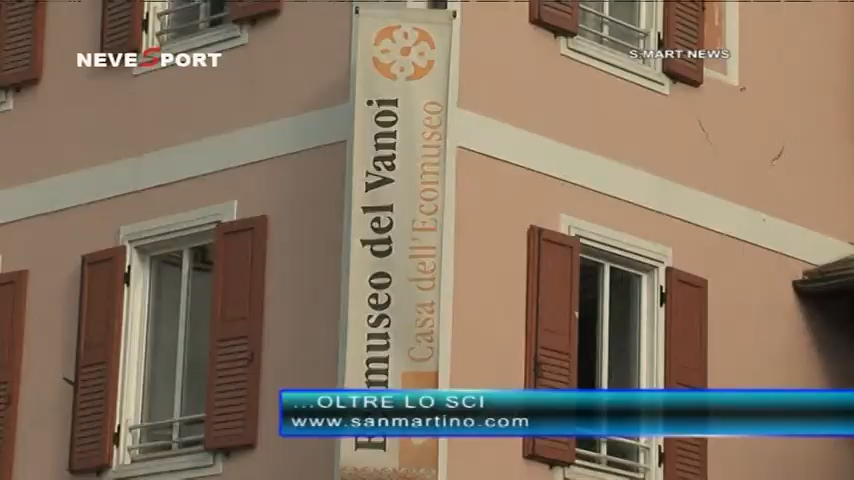 NEVESPORT
S.MART NEWS
Ecomuseo del Vanoi
Casa dell'Ecomuseo
...OLTRE LO SCI
www.sanmartino.com